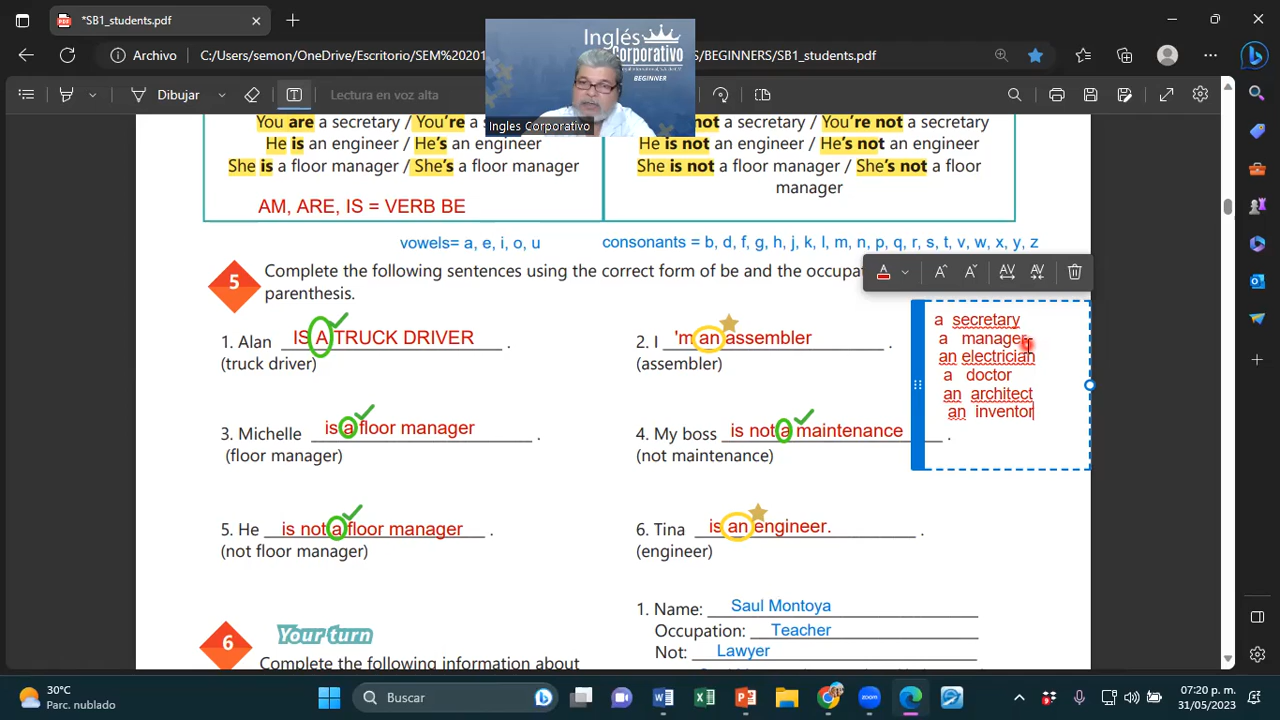 *SB1_students.pdf
Archivo
C:/Users/semon/OneDrive/Escritorio/SEM%20201
S/BEGINNERS/SB1_students.pdf
Inglés
Corporativo
BEGINNER
Ingles Corporativo
Dibujar
Lectura en voz alta
You are a secretary / You're a s
not a secretary / You're not a secretary
He is an engineer / He's an engineer
He is not an engineer / He's not an engineer
She is a floor manager / She's a floor manager
She is not a floor manager / She's not a floor
manager
AM, ARE, IS = VERB BE
vowels= a, e, i, o, u
consonants = b, d, f, g, h, j, k, l, m, n, p, q, r, s, t, v, w, x, y, z
5
Complete the following sentences using the correct form of be and the occupat
parenthesis.
1. Alan IS A TRUCK DRIVER .
(truck driver)
2. I 'm an assembler .
(assembler)
a secretary
a manager
an electrician
a doctor
an architect
an inventor
3. Michelle is a floor manager .
(floor manager)
4. My boss is not a maintenance .
(not maintenance)
5. He is not a floor manager .
(not floor manager)
6. Tina is an engineer. .
(engineer)
6
Your turn
Complete the following information about
1. Name: Saul Montoya
Occupation: Teacher
Not: Lawyer
30°C
Parc. nublado
Buscar
07:20 p. m.
31/05/2023